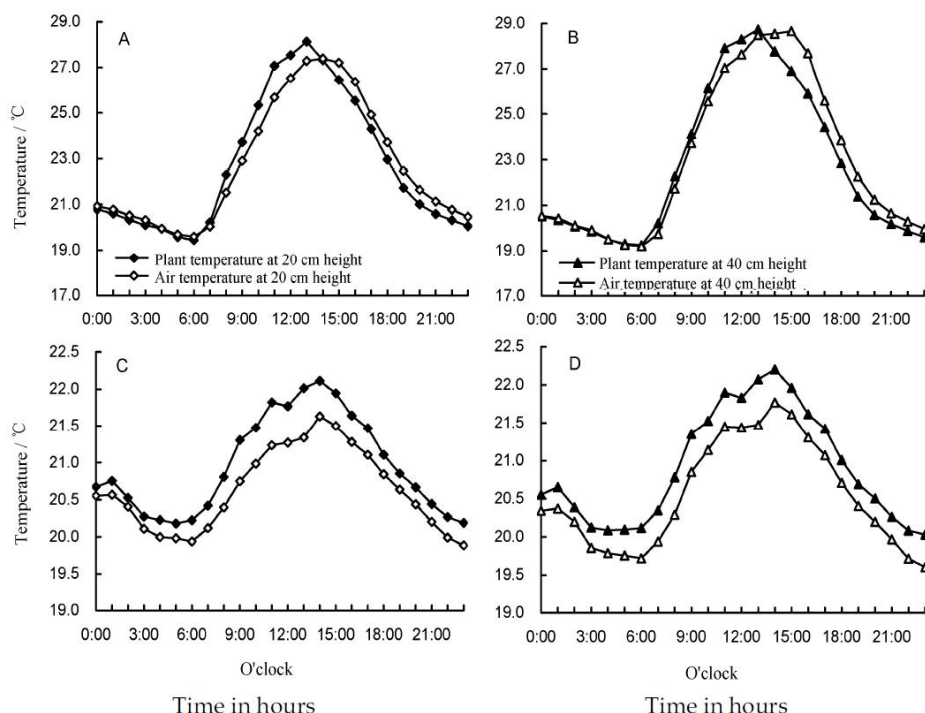 29.0
27.0
25.0
23.0
21.0
19.0
17.0
A
Temperature / ℃
Plant temperature at 20 cm height
Air temperature at 20 cm height
0:00 3:00 6:00 9:00 12:00 15:00 18:00 21:00
29.0
27.0
25.0
23.0
21.0
19.0
17.0
B
Plant temperature at 40 cm height
Air temperature at 40 cm height
0:00 3:00 6:00 9:00 12:00 15:00 18:00 21:00
22.5
22.0
21.5
21.0
20.5
20.0
19.5
19.0
C
Temperature / ℃
0:00 3:00 6:00 9:00 12:00 15:00 18:00 21:00
O'clock
Time in hours
22.5
22.0
21.5
21.0
20.5
20.0
19.5
19.0
D
0:00 3:00 6:00 9:00 12:00 15:00 18:00 21:00
O'clock
Time in hours